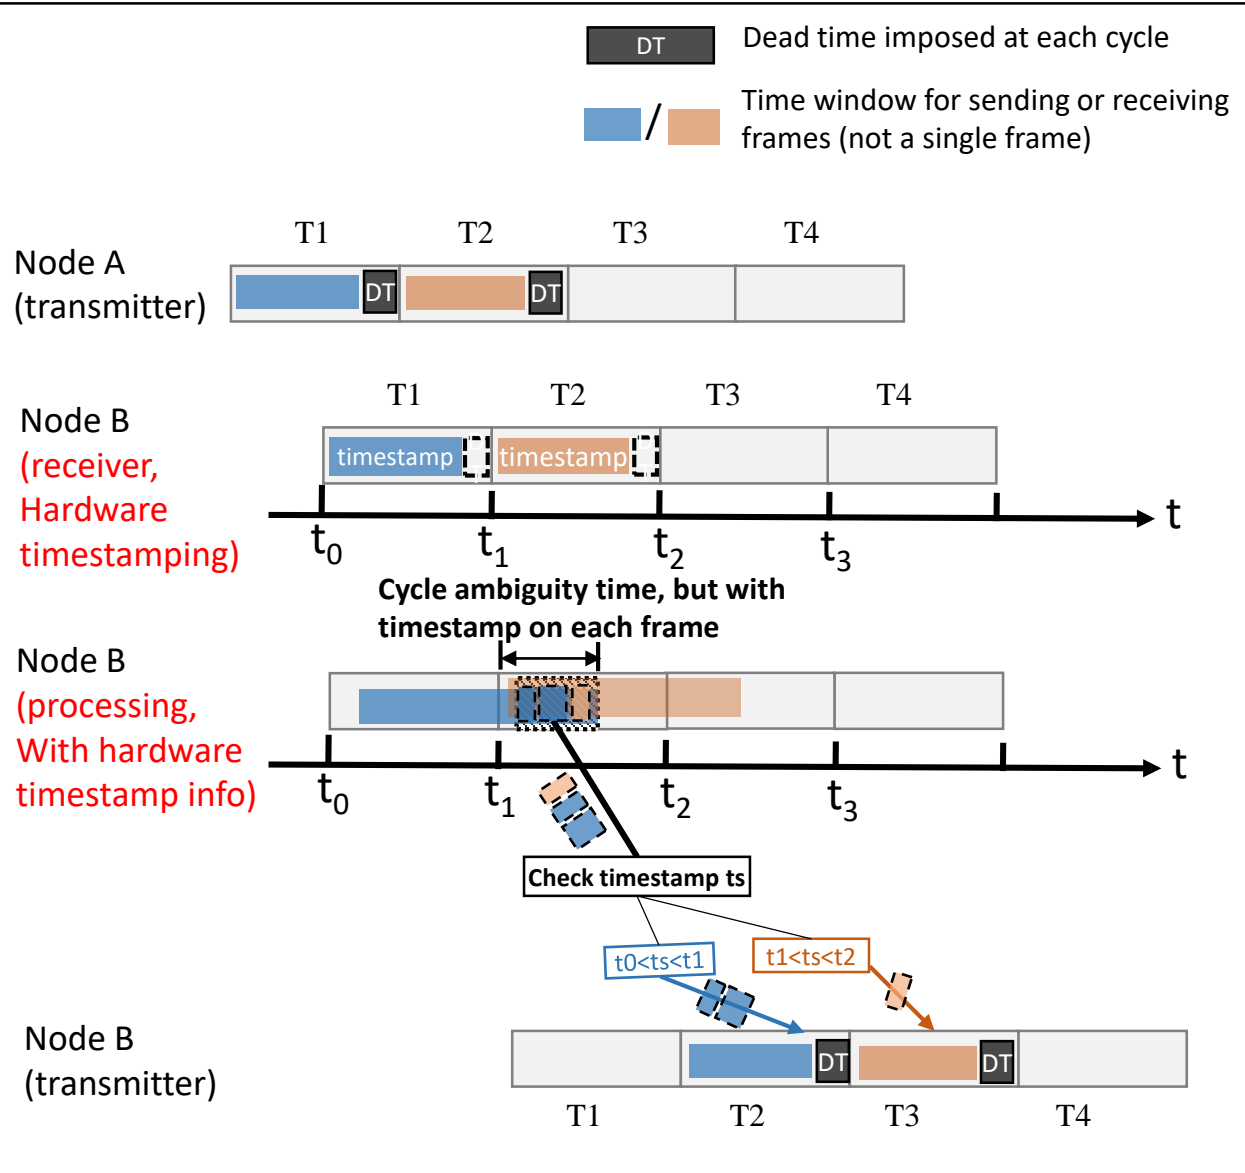 DT
Dead time imposed at each cycle
/
Time window for sending or receiving
frames (not a single frame)
T1 T2 T3 T4
Node A
(transmitter)
DT DT
T1 T2 T3 T4
Node B
(receiver,
Hardware
timestamping)
timestamp timestamp
t
t0 t1 t2 t3
Cycle ambiguity time, but with
timestamp on each frame
Node B
(processing,
With hardware
timestamp info)
t
t0 t1 t2 t3
Check timestamp ts
t0<ts<t1
t1<ts<t2
Node B
(transmitter)
DT DT
T1 T2 T3 T4